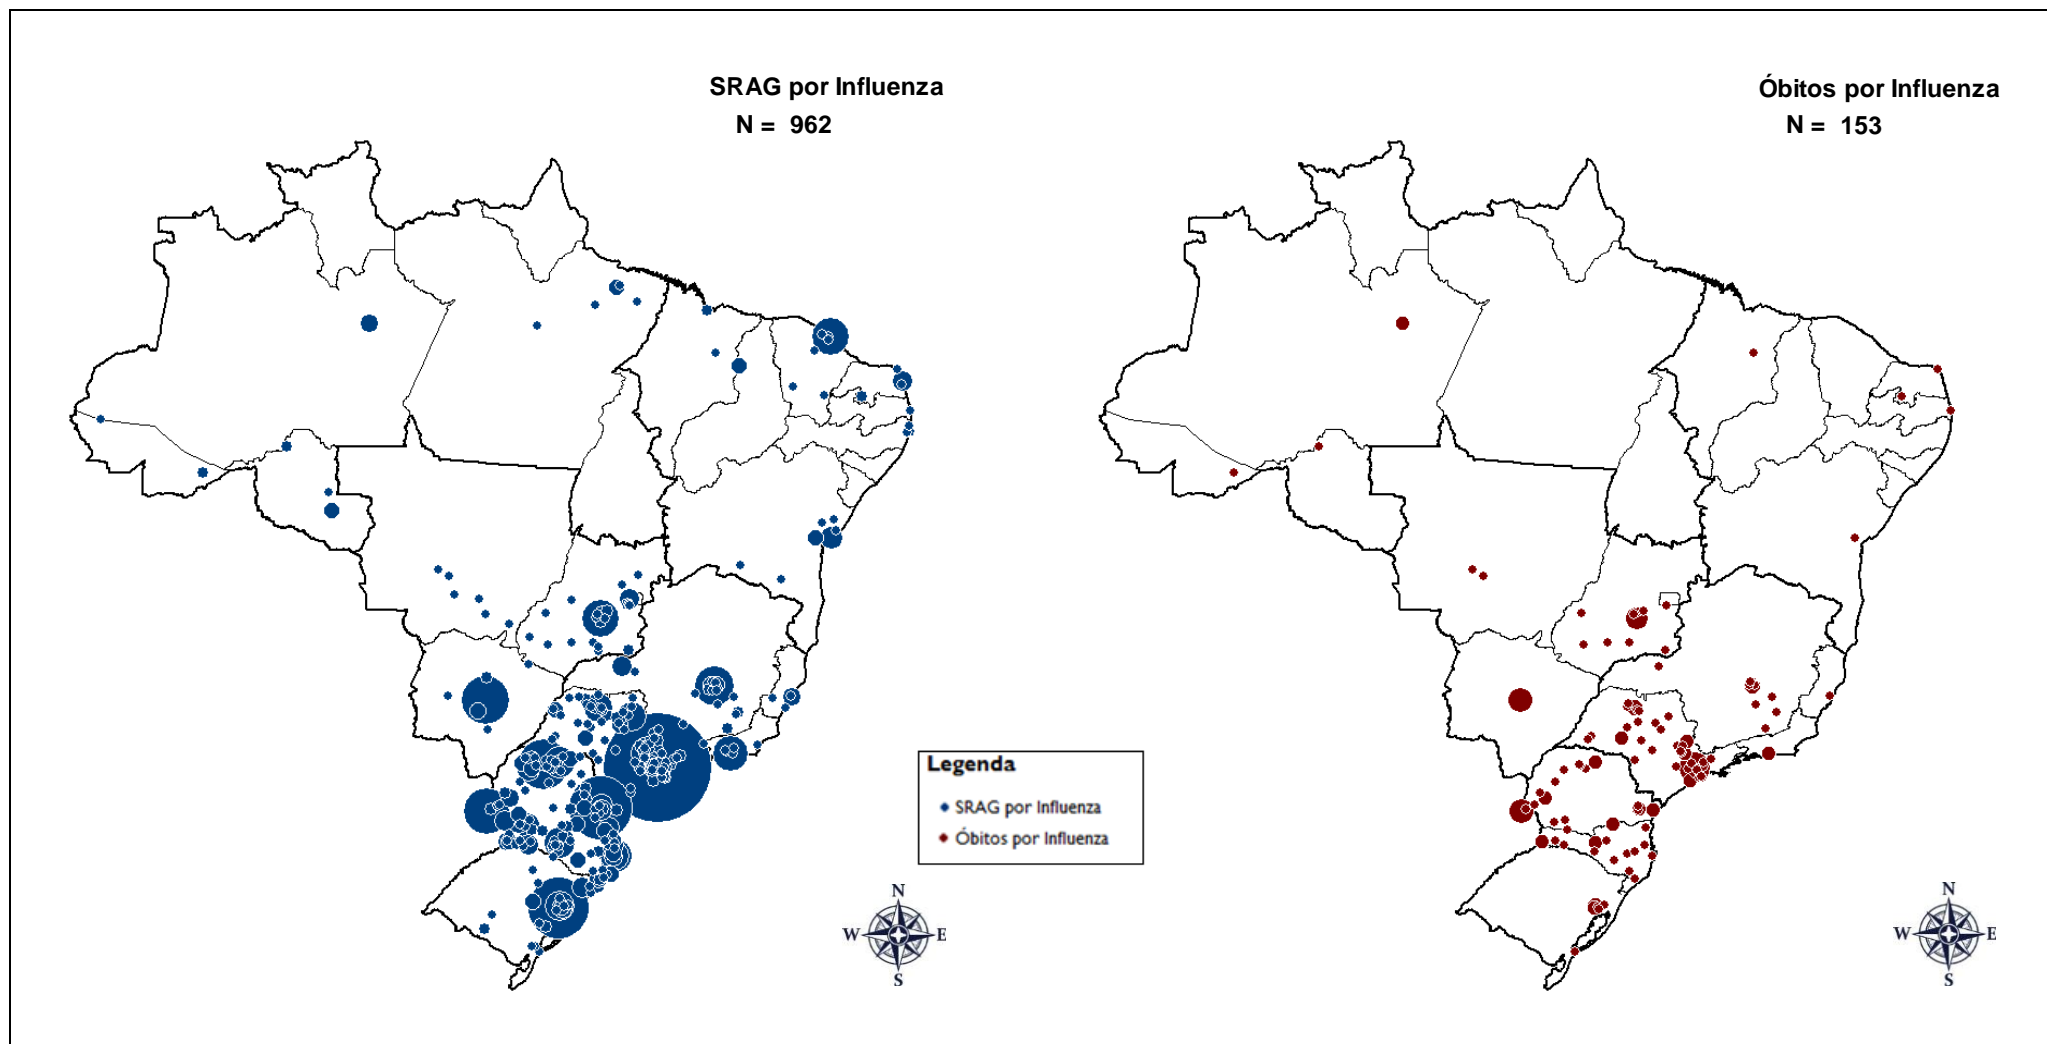 SRAG por Influenza
N = 962
Óbitos por Influenza
N = 153
Legenda
SRAG por Influenza
Óbitos por Influenza
N
W E
S
N
W E
S